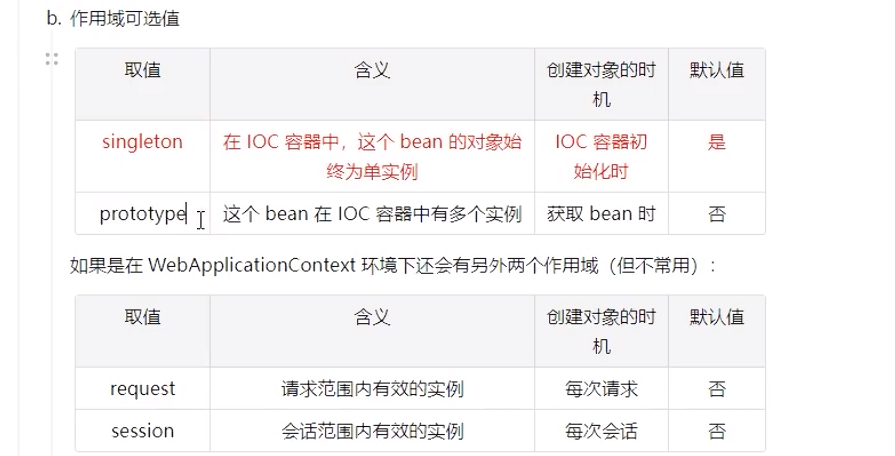 b. 作用域可选值
取值 含义 创建对象的时机 默认值
singleton 在 IOC 容器中，这个 bean 的对象始终为单实例 IOC 容器初始化时 是
prototype 这个 bean 在 IOC 容器中有多个实例 获取 bean 时 否
如果是在 WebApplicationContext 环境下还会有另外两个作用域（但不常用）：
取值 含义 创建对象的时机 默认值
request 请求范围内有效的实例 每次请求 否
session 会话范围内有效的实例 每次会话 否